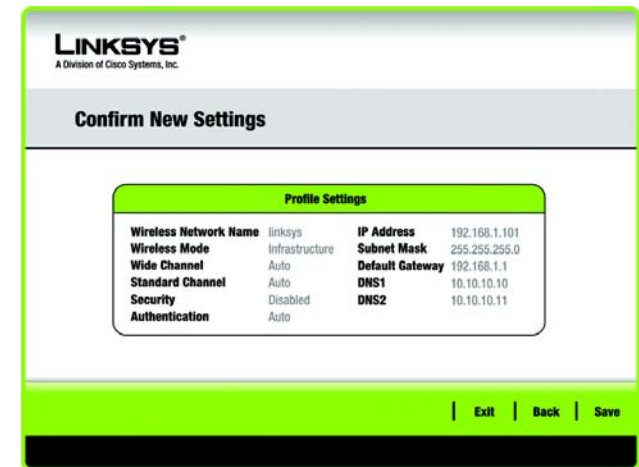 LINKSYS®
A Division of Cisco Systems, Inc.
Confirm New Settings
Profile Settings
Wireless Network Name linksys
Wireless Mode Infrastructure
Wide Channel Auto
Standard Channel Auto
Security Disabled
Authentication Auto
IP Address 192.168.1.101
Subnet Mask 255.255.255.0
Default Gateway 192.168.1.1
DNS1 10.10.10.10
DNS2 10.10.10.11
Exit Back Save